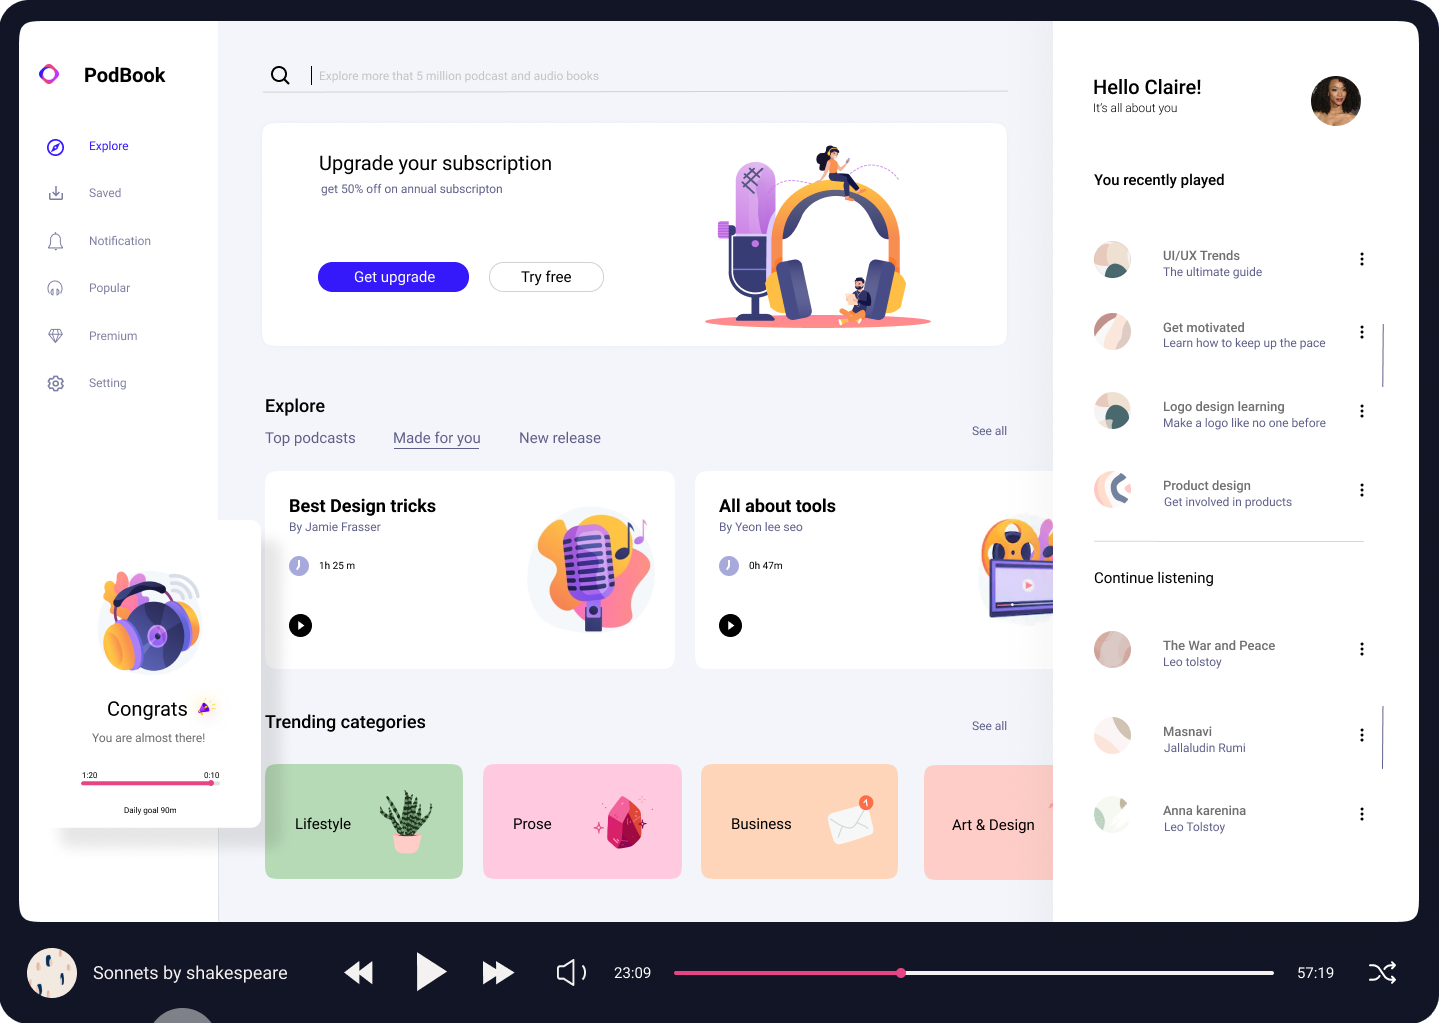 PodBook
Explore
Saved
Notification
Popular
Premium
Setting
Congrats
You are almost there!
1:20 0:10
Daily goal 90m
Explore more that 5 million podcast and audio books
Upgrade your subscription
get 50% off on annual subscripton
Get upgrade Try free
Explore
Top podcasts Made for you New release See all
Best Design tricks
By Jamie Frasser
1h 25 m
All about tools
By Yeon lee seo
0h 47m
Trending categories See all
Lifestyle
Prose
Business
1
Art & Design
Hello Claire!
It's all about you
You recently played
UI/UX Trends
The ultimate guide
Get motivated
Learn how to keep up the pace
Logo design learning
Make a logo like no one before
Product design
Get involved in products
Continue listening
The War and Peace
Leo tolstoy
Masnavi
Jallaludin Rumi
Anna karenina
Leo Tolstoy
Sonnets by shakespeare 23:09 57:19